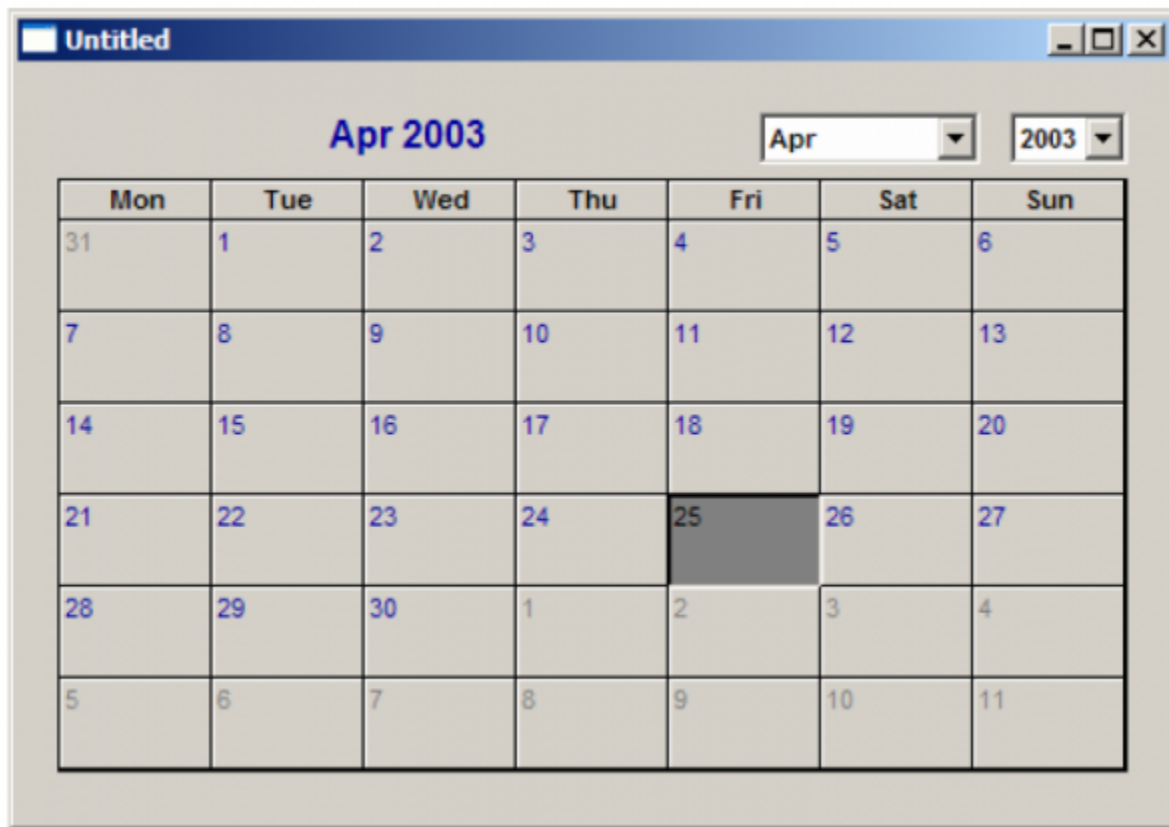 Untitled
Apr 2003 Apr 2003
Mon Tue Wed Thu Fri Sat Sun
31 1 2 3 4 5 6
7 8 9 10 11 12 13
14 15 16 17 18 19 20
21 22 23 24 25 26 27
28 29 30 1 2 3 4
5 6 7 8 9 10 11